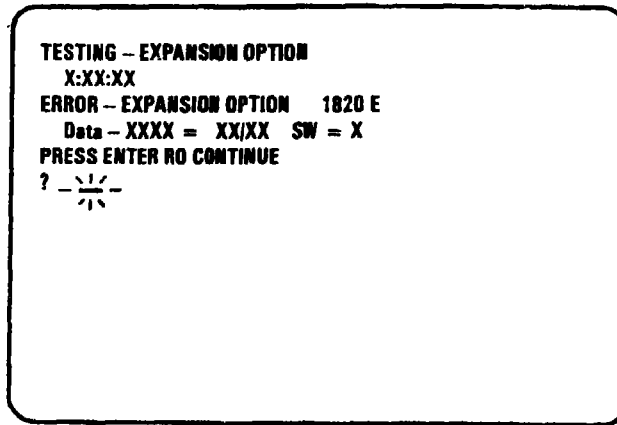 TESTING – EXPANSION OPTION
X:XX:XX
ERROR – EXPANSION OPTION 1820 E
Data – XXXX = XX/XX SW = X
PRESS ENTER RO CONTINUE
? _ _ _